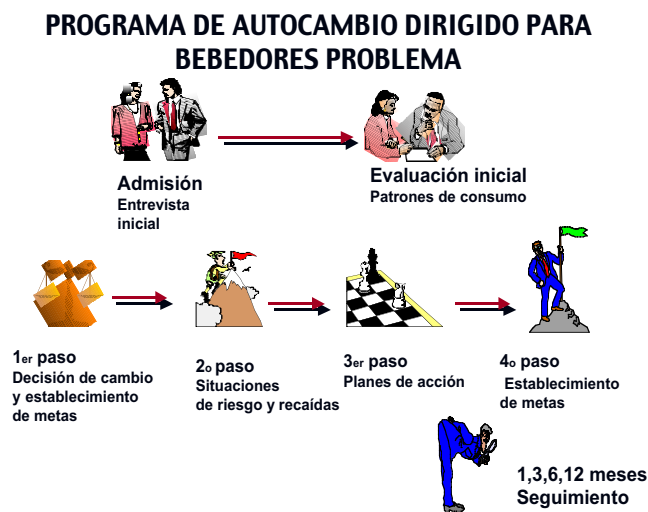 PROGRAMA DE AUTOCAMBIO DIRIGIDO PARA
BEBEDORES PROBLEMA
Admisión
Entrevista
inicial
Evaluación inicial
Patrones de consumo
1er paso
Decisión de cambio
y establecimiento
de metas
2o paso
Situaciones
de riesgo y recaídas
3er paso
Planes de acción
4o paso
Establecimiento
de metas
1,3,6,12 meses
Seguimiento